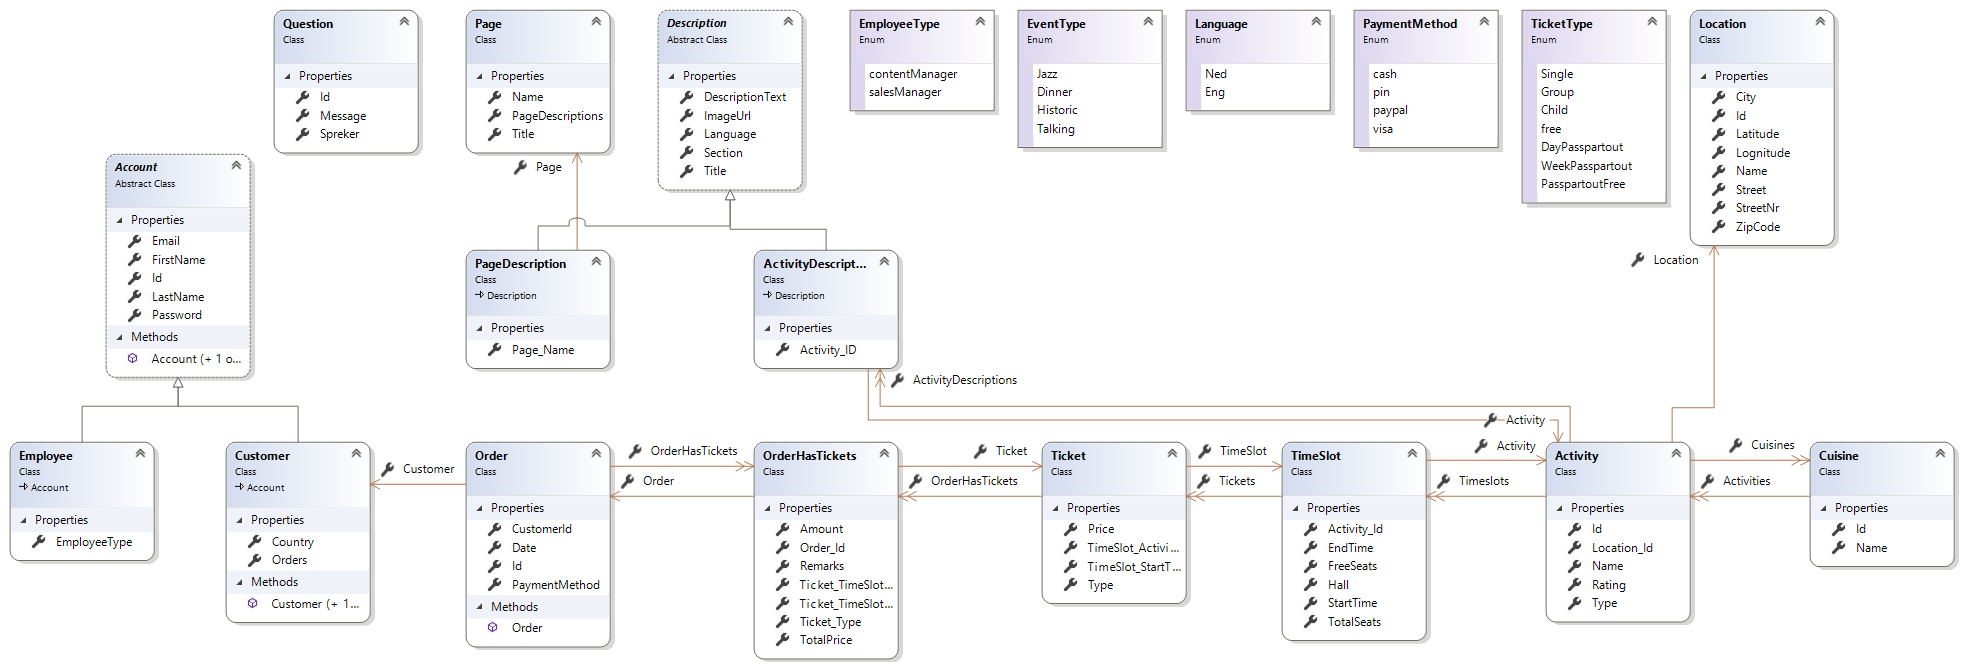 Question
Class
Properties
Id
Message
Spreker
Page
Class
Properties
Name
PageDescriptions
Title
Description
Abstract Class
Properties
DescriptionText
ImageUrl
Language
Section
Title
EmployeeType
Enum
contentManager
salesManager
EventType
Enum
Jazz
Dinner
Historic
Talking
Language
Enum
Ned
Eng
PaymentMethod
Enum
cash
pin
paypal
visa
TicketType
Enum
Single
Group
Child
free
DayPasspartout
WeekPasspartout
PasspartoutFree
Location
Class
Properties
City
Id
Latitude
Lognitude
Name
Street
StreetNr
ZipCode
Account
Abstract Class
Properties
Email
FirstName
Id
LastName
Password
Methods
Account (+ 1 o...
Page
PageDescription
Class
Description
Properties
Page_Name
ActivityDescript...
Class
Description
Properties
Activity_ID
Location
ActivityDescriptions
Activity
Employee
Class
Account
Properties
EmployeeType
Customer
Class
Account
Properties
Country
Orders
Methods
Customer (+ 1...
Customer
Order
Class
Properties
CustomerId
Date
Id
PaymentMethod
Methods
Order
OrderHasTickets
Order
OrderHasTickets
Class
Properties
Amount
Order_Id
Remarks
Ticket_TimeSlot...
Ticket_TimeSlot...
Ticket_Type
TotalPrice
Ticket
OrderHasTickets
Ticket
Class
Properties
Price
TimeSlot_Activi...
TimeSlot_StartT...
Type
TimeSlot
Tickets
TimeSlot
Class
Properties
Activity_Id
EndTime
FreeSeats
Hall
StartTime
TotalSeats
Activity
Timeslots
Activity
Class
Properties
Id
Location_Id
Name
Rating
Type
Cuisines
Activities
Cuisine
Class
Properties
Id
Name